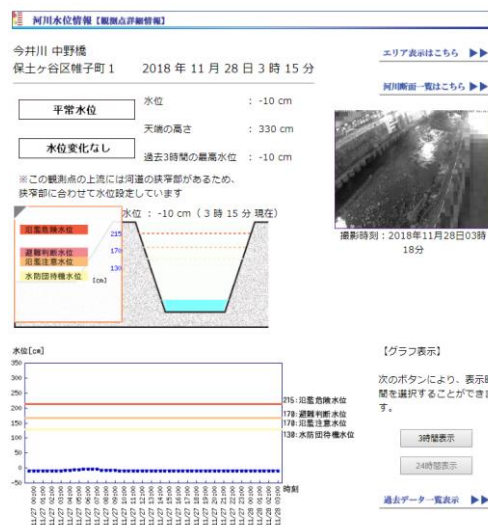 河川水位情報【観測点詳細情報】
今井川 中野橋
保土ヶ谷区帷子町1 2018 年 11 月 28 日 3 時 15 分
エリア表示はこちら ▶▶
河川断面一覧はこちら ▶▶
平常水位
水位変化なし
水位 : -10 cm
天端の高さ : 330 cm
過去3時間の最高水位 : -10 cm
※この観測点の上流には河道の狭窄部があるため、
狭窄部に合わせて水位設定しています
水位 : -10 cm ( 3 時 15 分 現在)
氾濫危険水位 215
避難判断水位 170
氾濫注意水位
水防団待機水位 130
[cm]
撮影時刻:2018年11月28日03時
18分
水位[cm]
350
300
250
200
150
100
50
0
-50
215:氾濫危険水位
170:避難判断水位
170:氾濫注意水位
130:水防団待機水位
時刻
【グラフ表示】
次のボタンにより、表示時
間を選択することができま
す。
3時間表示
24時間表示
過去データ一覧表示 ▶▶